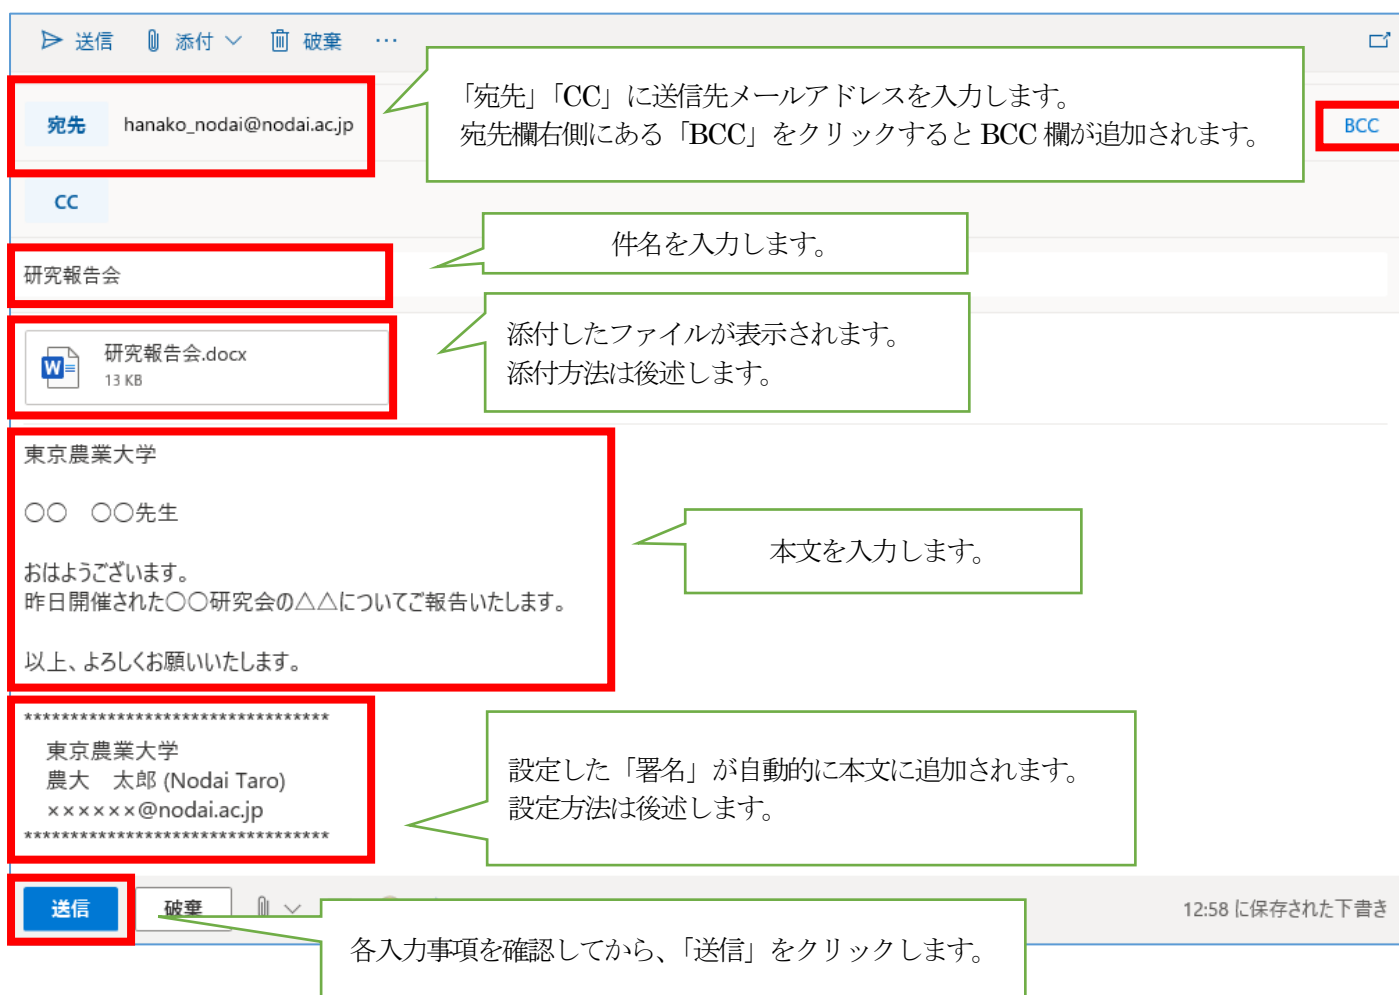 送信 添付 破棄 …
「宛先」「CC」に送信先メールアドレスを入力します。
宛先欄右側にある「BCC」をクリックすると BCC 欄が追加されます。
宛先 hanako_nodai@nodai.ac.jp
BCC
CC
件名を入力します。
研究報告会
添付したファイルが表示されます。
添付方法は後述します。
研究報告会.docx
13 KB
東京農業大学
〇〇 〇〇先生
おはようございます。
昨日開催された〇〇研究会の△△についてご報告いたします。
以上、よろしくお願いいたします。
本文を入力します。
*********************************
東京農業大学
農大 太郎 (Nodai Taro)
××××××@nodai.ac.jp
*********************************
設定した「署名」が自動的に本文に追加されます。
設定方法は後述します。
送信 破棄
12:58 に保存された下書き
各入力事項を確認してから、「送信」をクリックします。